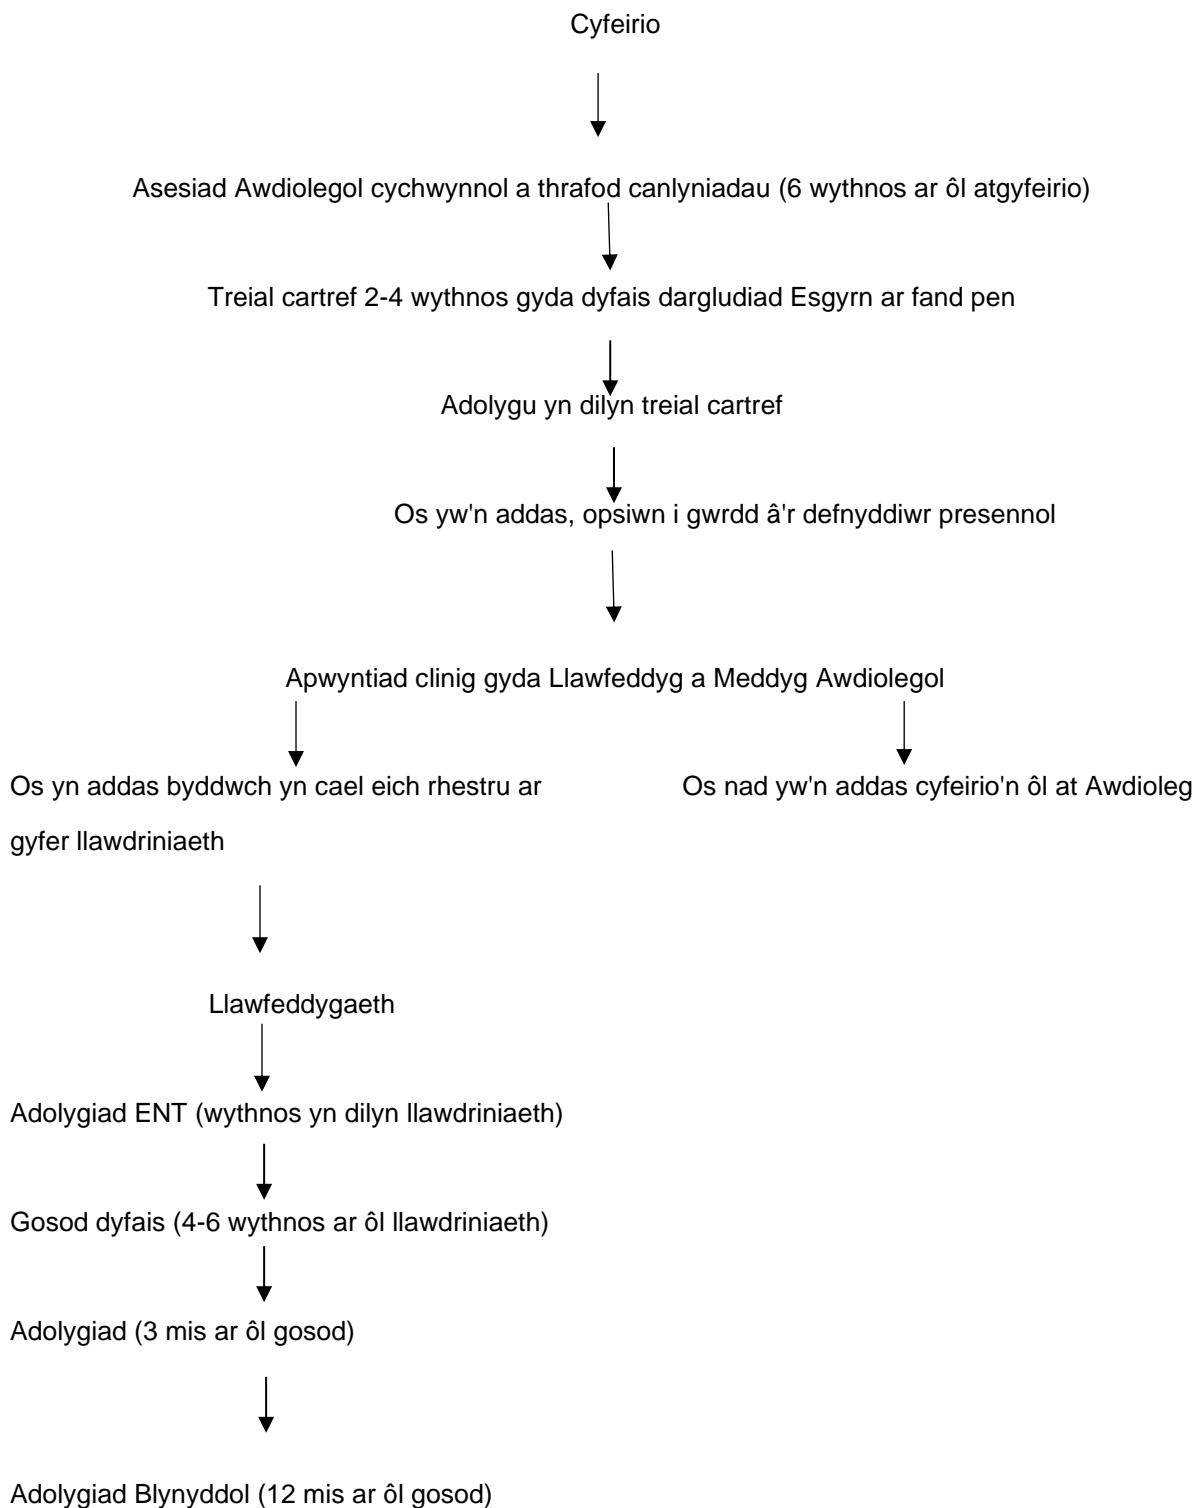 Cyfeirio
Asesiad Awdiolegol cychwynnol a thrafod canlyniadau (6 wythnos ar ôl atgyfeirio)
Treial cartref 2-4 wythnos gyda dyfais dargludiad Esgyrn ar fand pen
Adolygu yn dilyn treial cartref
Os yw'n addas, opsiwn i gwrdd â'r defnyddiwr presennol
Apwyntiad clinig gyda Llawfeddyg a Meddyg Awdiolegol
Os yn addas byddwch yn cael eich rhestru ar
gyfer llawdriniaeth
Os nad yw'n addas cyfeirio'n ôl at Awdioleg
Llawfeddygaeth
Adolygiad ENT (wythnos yn dilyn llawdriniaeth)
Gosod dyfais (4-6 wythnos ar ôl llawdriniaeth)
Adolygiad (3 mis ar ôl gosod)
Adolygiad Blynyddol (12 mis ar ôl gosod)